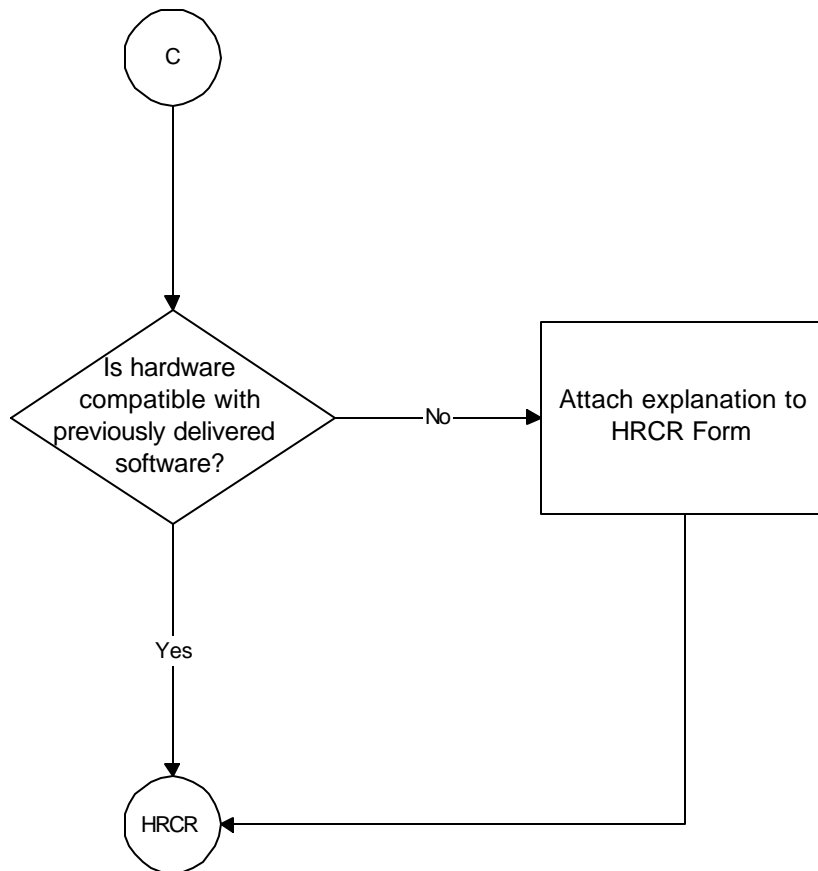 C
Is hardware
compatible with
previously delivered
software?
No
Attach explanation to
HRCR Form
Yes
HRCR